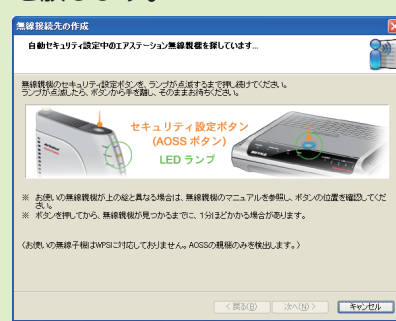 無線接続先の作成
自動セキュリティ設定中のエアステーション無線親機を探しています...
無線親機のセキュリティ設定ボタンを、ランプが点滅するまで押し続けてください。
ランプが点滅したら、ボタンから手を離し、そのままお待ちください。
セキュリティ設定ボタン
(AOSS ボタン)
LED ランプ
※ お使いの無線親機が上の絵と異なる場合は、無線親機のマニュアルを参照し、ボタンの位置を確認してくだ
さい。
※ ボタンを押してから、無線親機が見つかるまでに、1分ほどかかる場合があります。
(お使いの無線子機はWPSに対応しておりません。AOSSの親機のみを検出します。)
< 戻る(B)
次へ(N) >
キャンセル